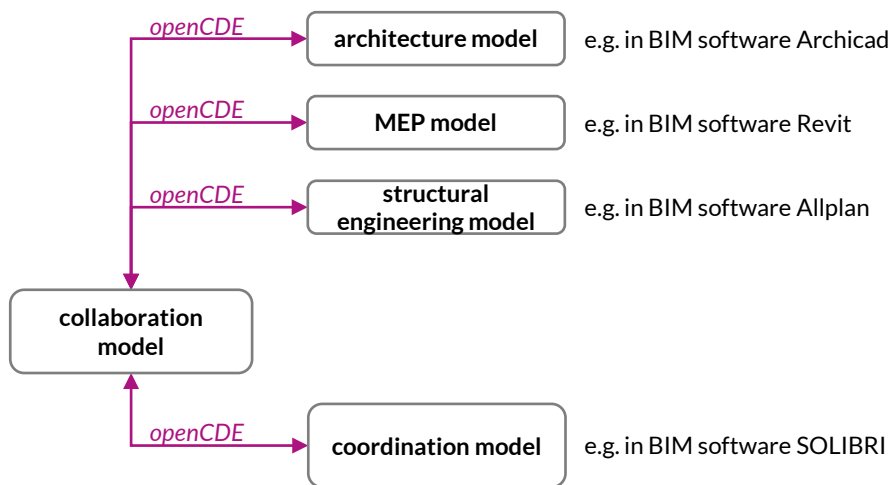 openCDE
architecture model
e.g. in BIM software Archicad
openCDE
MEP model
e.g. in BIM software Revit
openCDE
structural
engineering model
e.g. in BIM software Allplan
collaboration
model
openCDE
coordination model
e.g. in BIM software SOLIBRI